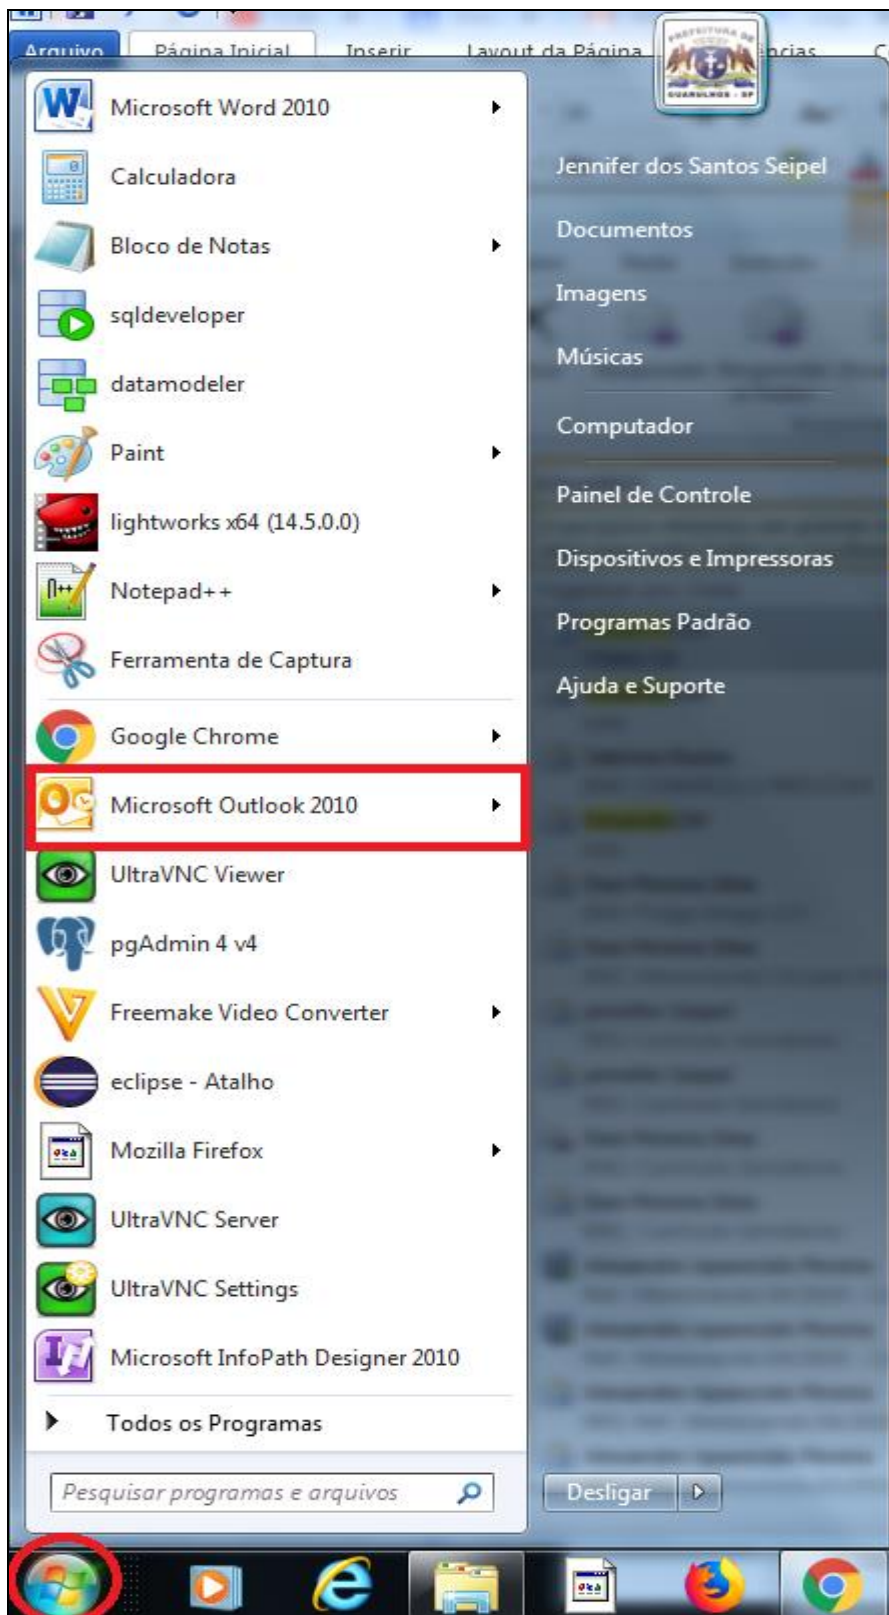 Arquivo Página Inicial Inserir Layout da Página
PREFEITURA DE
GUARULHOS - SP
Microsoft Word 2010
Calculadora
Bloco de Notas
sqldeveloper
datamodeler
Paint
lightworks x64 (14.5.0.0)
Notepad++
Ferramenta de Captura
Google Chrome
Microsoft Outlook 2010
UltraVNC Viewer
pgAdmin 4 v4
Freemake Video Converter
eclipse - Atalho
Mozilla Firefox
UltraVNC Server
UltraVNC Settings
Microsoft InfoPath Designer 2010
Todos os Programas
Pesquisar programas e arquivos
Jennifer dos Santos Seipel
Documentos
Imagens
Músicas
Computador
Painel de Controle
Dispositivos e Impressoras
Programas Padrão
Ajuda e Suporte
Desligar